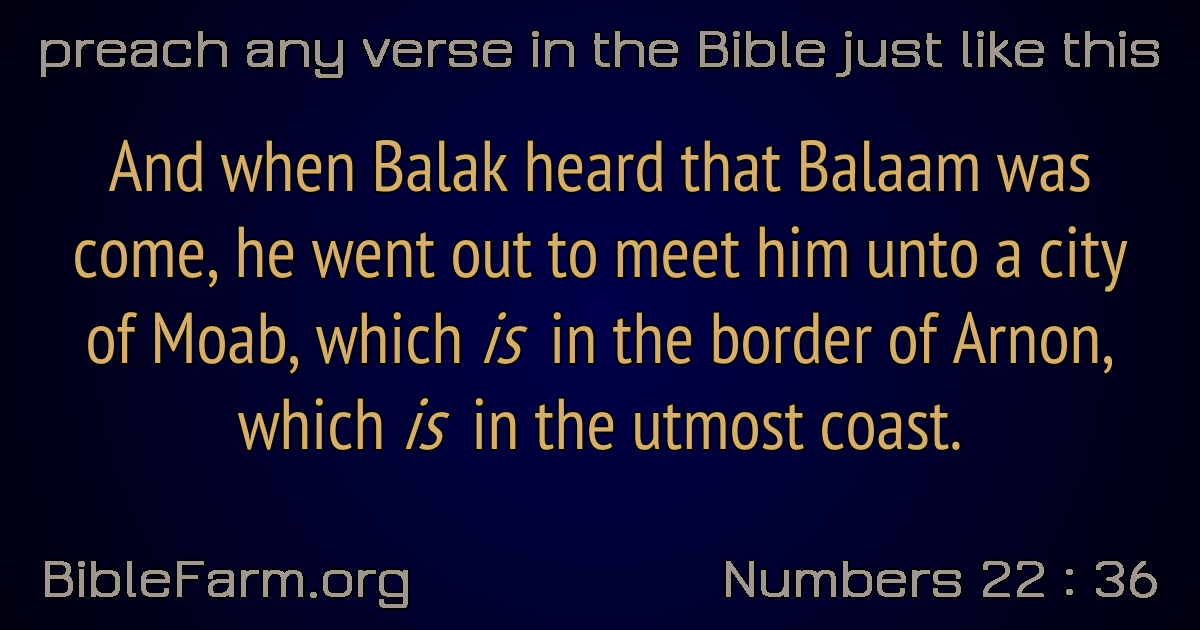 preach any verse in the Bible just like this
And when Balak heard that Balaam was
come, he went out to meet him unto a city
of Moab, which is in the border of Arnon,
which is in the utmost coast.
BibleFarm.org
Numbers 22 : 36